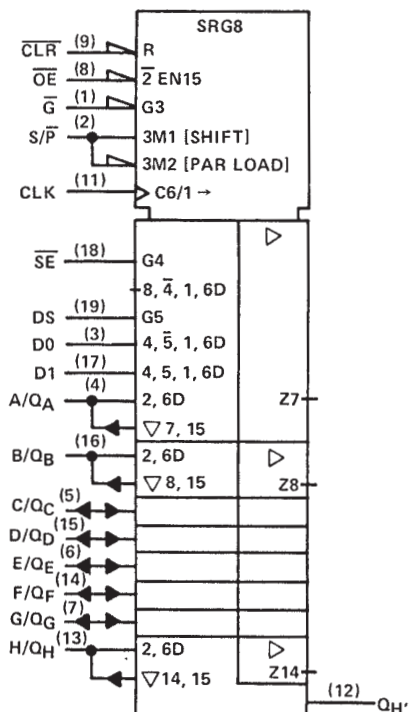 SRG8
C̅L̅R̅ (9) R
O̅E̅ (8) 2̅ EN15
G̅ (1) G3
S/P̅ (2) 3M1 [SHIFT]
3M2 [PAR LOAD]
CLK (11) C6/1 →
▷
S̅E̅ (18) G4
8, 4̅, 1, 6D
DS (19) G5
D0 (3) 4, 5̅, 1, 6D
D1 (17) 4, 5, 1, 6D
A/QA (4) 2, 6D Z7
▽ 7, 15
B/QB (16) 2, 6D ▷
▽ 8, 15 Z8
C/QC (5)
D/QD (15)
E/QE (6)
F/QF (14)
G/QG (7)
H/QH (13) 2, 6D ▷
▽ 14, 15 Z14
(12) QH'